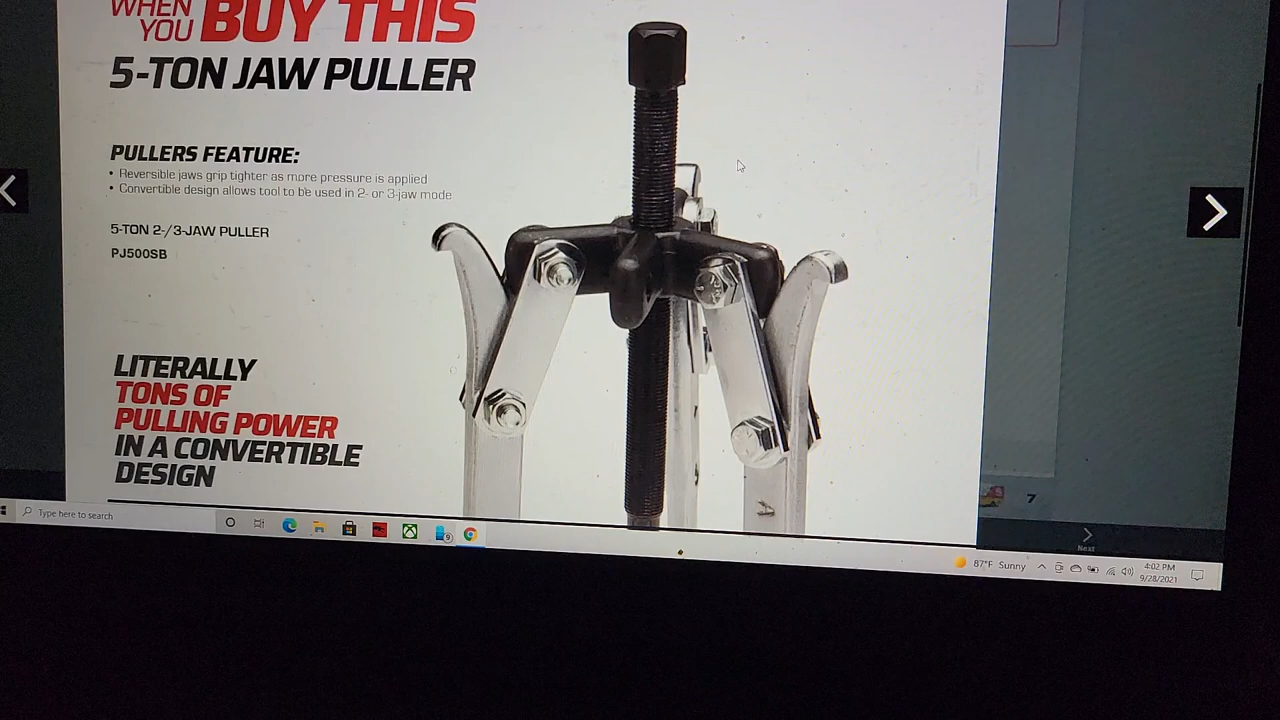 WHEN
YOU BUY THIS
5-TON JAW PULLER
PULLERS FEATURE:
• Reversible jaws grip tighter as more pressure is applied
• Convertible design allows tool to be used in 2- or 3-jaw mode
5-TON 2-/3-JAW PULLER
PJ500SB
LITERALLY
TONS OF
PULLING POWER
IN A CONVERTIBLE
DESIGN
7
Next
Type here to search
9
87°F Sunny
4:02 PM
9/28/2021